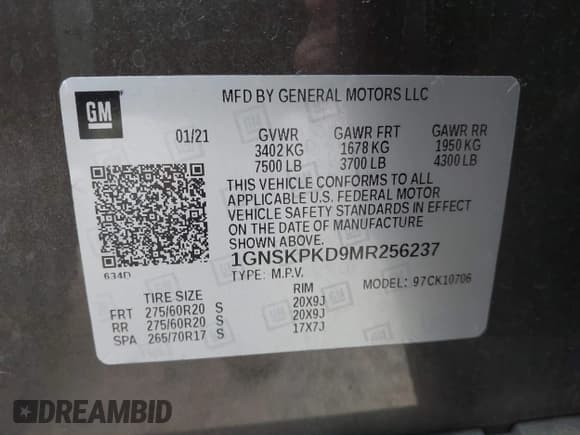 GM
MFD BY GENERAL MOTORS LLC
01/21 GVWR GAWR FRT GAWR RR
3402 KG 1678 KG 1950 KG
7500 LB 3700 LB 4300 LB
THIS VEHICLE CONFORMS TO ALL
APPLICABLE U.S. FEDERAL MOTOR
VEHICLE SAFETY STANDARDS IN EFFECT
ON THE DATE OF MANUFACTURE
SHOWN ABOVE.
1GNSKPKD9MR256237
634D
TYPE: M.P.V. MODEL: 97CK10706
TIRE SIZE RIM
FRT 275/60R20 S 20X9J
RR 275/60R20 S 20X9J
SPA 265/70R17 S 17X7J
DREAMBID